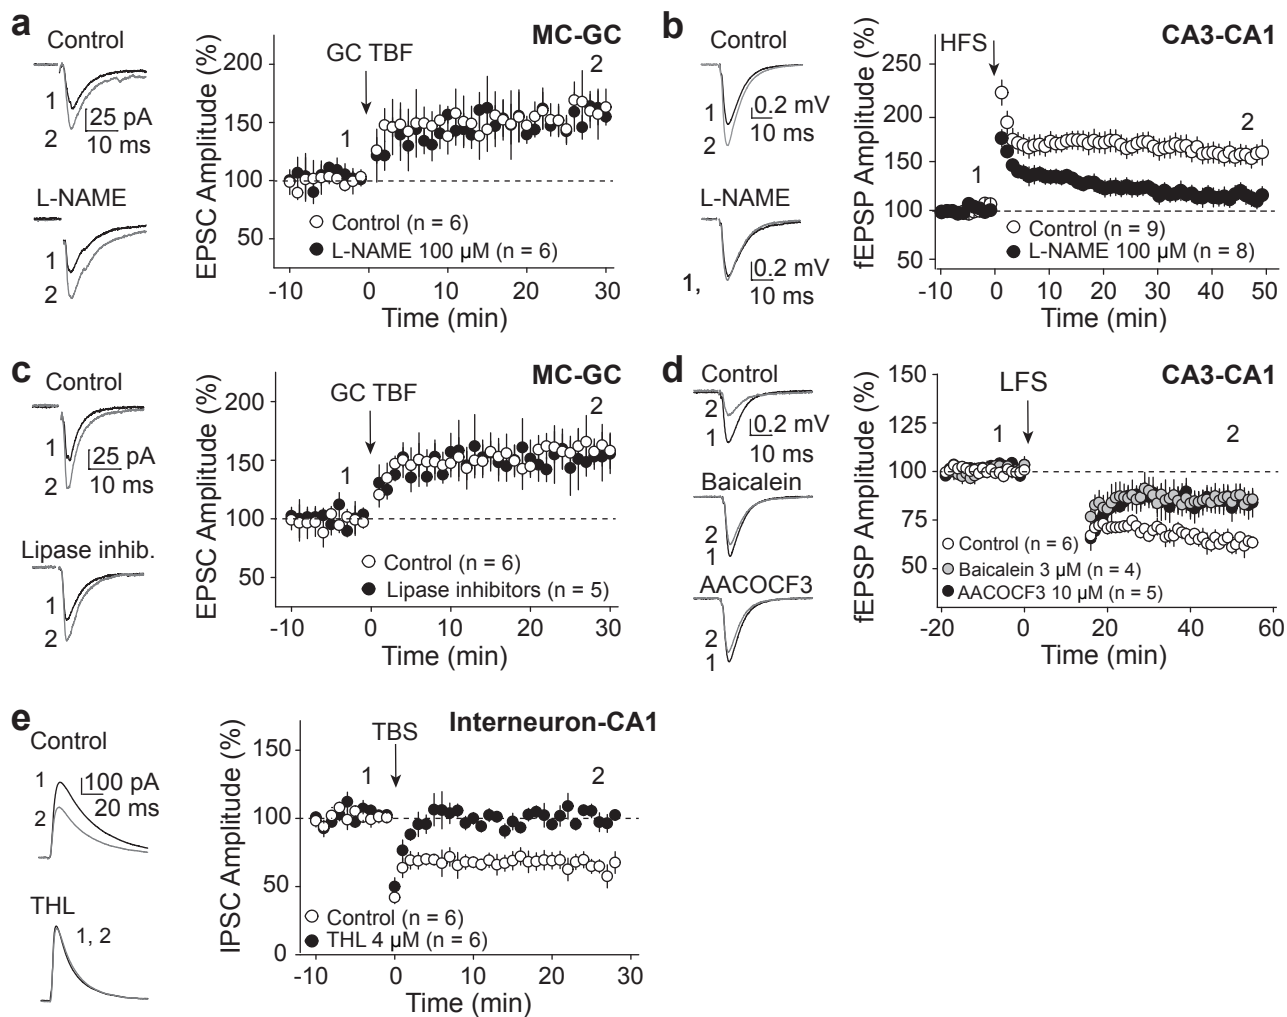 a
Control
1
2
25 pA
10 ms
L-NAME
1
2
MC-GC
GC TBF
1
2
EPSC Amplitude (%)
200
150
100
50
Control (n = 6)
L-NAME 100 µM (n = 6)
-10 0 10 20 30
Time (min)
b
Control
1
2
0.2 mV
10 ms
L-NAME
1,
0.2 mV
10 ms
CA3-CA1
HFS
1
2
fEPSP Amplitude (%)
250
200
150
100
50
Control (n = 9)
L-NAME 100 µM (n = 8)
-10 0 10 20 30 40 50
Time (min)
c
Control
1
2
25 pA
10 ms
Lipase inhib.
1
2
MC-GC
GC TBF
1
2
EPSC Amplitude (%)
200
150
100
50
Control (n = 6)
Lipase inhibitors (n = 5)
-10 0 10 20 30
Time (min)
d
Control
2
1
0.2 mV
10 ms
Baicalein
2
1
AACOCF3
2
1
CA3-CA1
LFS
1
2
fEPSP Amplitude (%)
150
125
100
75
50
Control (n = 6)
Baicalein 3 µM (n = 4)
AACOCF3 10 µM (n = 5)
-20 0 20 40 60
Time (min)
e
Control
1
2
100 pA
20 ms
THL
1, 2
Interneuron-CA1
TBS
1
2
IPSC Amplitude (%)
150
100
50
0
Control (n = 6)
THL 4 µM (n = 6)
-10 0 10 20 30
Time (min)